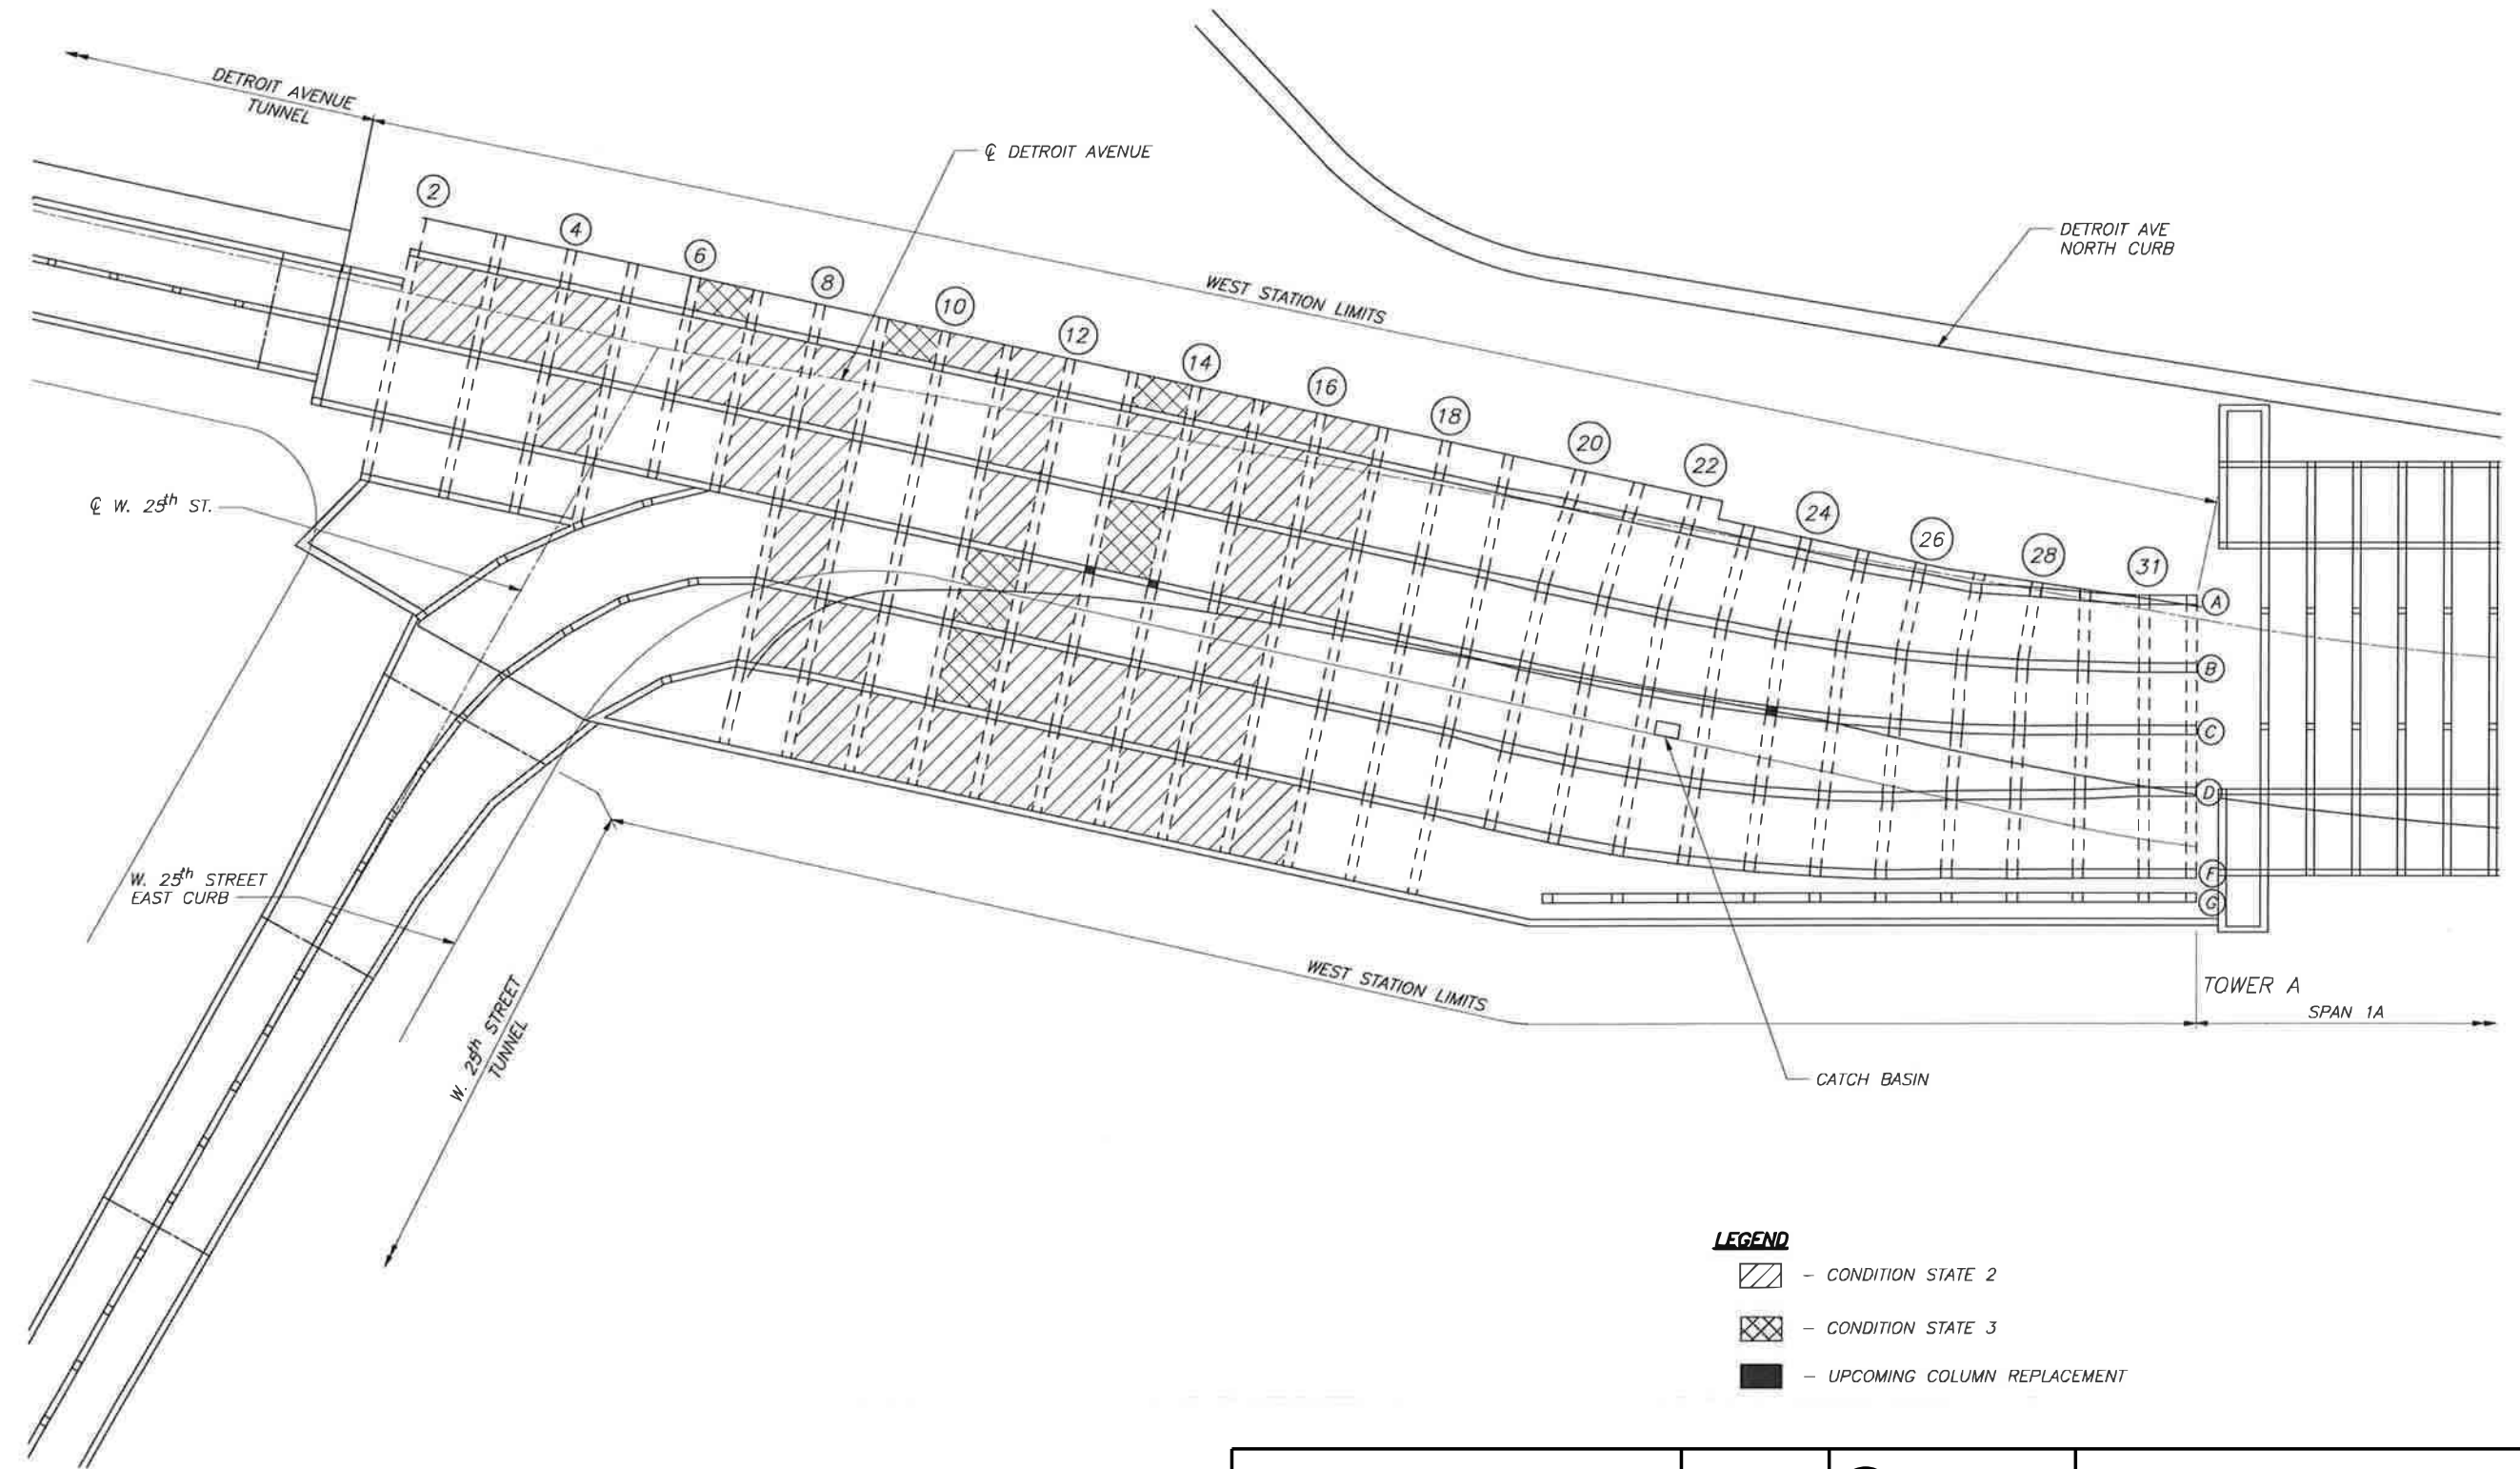 DETROIT AVENUE
TUNNEL
℄ DETROIT AVENUE
DETROIT AVE
NORTH CURB
WEST STATION LIMITS
2
4
6
8
10
12
14
16
18
20
22
24
26
28
31
A
B
C
D
F
G
℄ W. 25th ST.
W. 25th STREET
EAST CURB
W. 25th STREET
TUNNEL
WEST STATION LIMITS
TOWER A
SPAN 1A
CATCH BASIN
LEGEND
– CONDITION STATE 2
– CONDITION STATE 3
– UPCOMING COLUMN REPLACEMENT